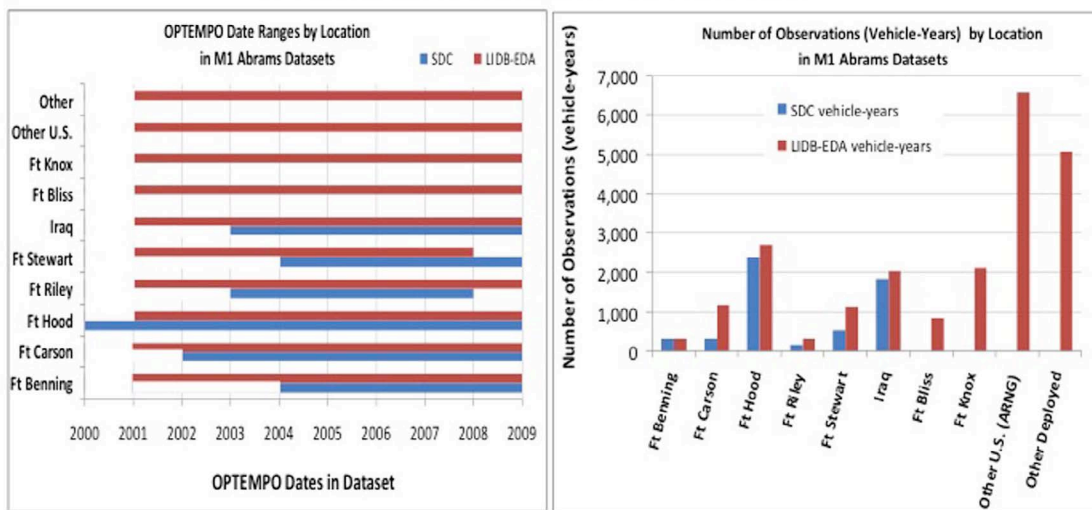 OPTEMPO Date Ranges by Location
in M1 Abrams Datasets
SDC
LIDB-EDA
Other
Other U.S.
Ft Knox
Ft Bliss
Iraq
Ft Stewart
Ft Riley
Ft Hood
Ft Carson
Ft Benning
2000 2001 2002 2003 2004 2005 2006 2007 2008 2009
OPTEMPO Dates in Dataset
Number of Observations (Vehicle-Years) by Location
in M1 Abrams Datasets
Number of Observations (vehicle-years)
7,000
6,000
5,000
4,000
3,000
2,000
1,000
0
SDC vehicle-years
LIDB-EDA vehicle-years
Ft Benning
Ft Carson
Ft Hood
Ft Riley
Ft Stewart
Iraq
Ft Bliss
Ft Knox
Other U.S. (ARNG)
Other Deployed